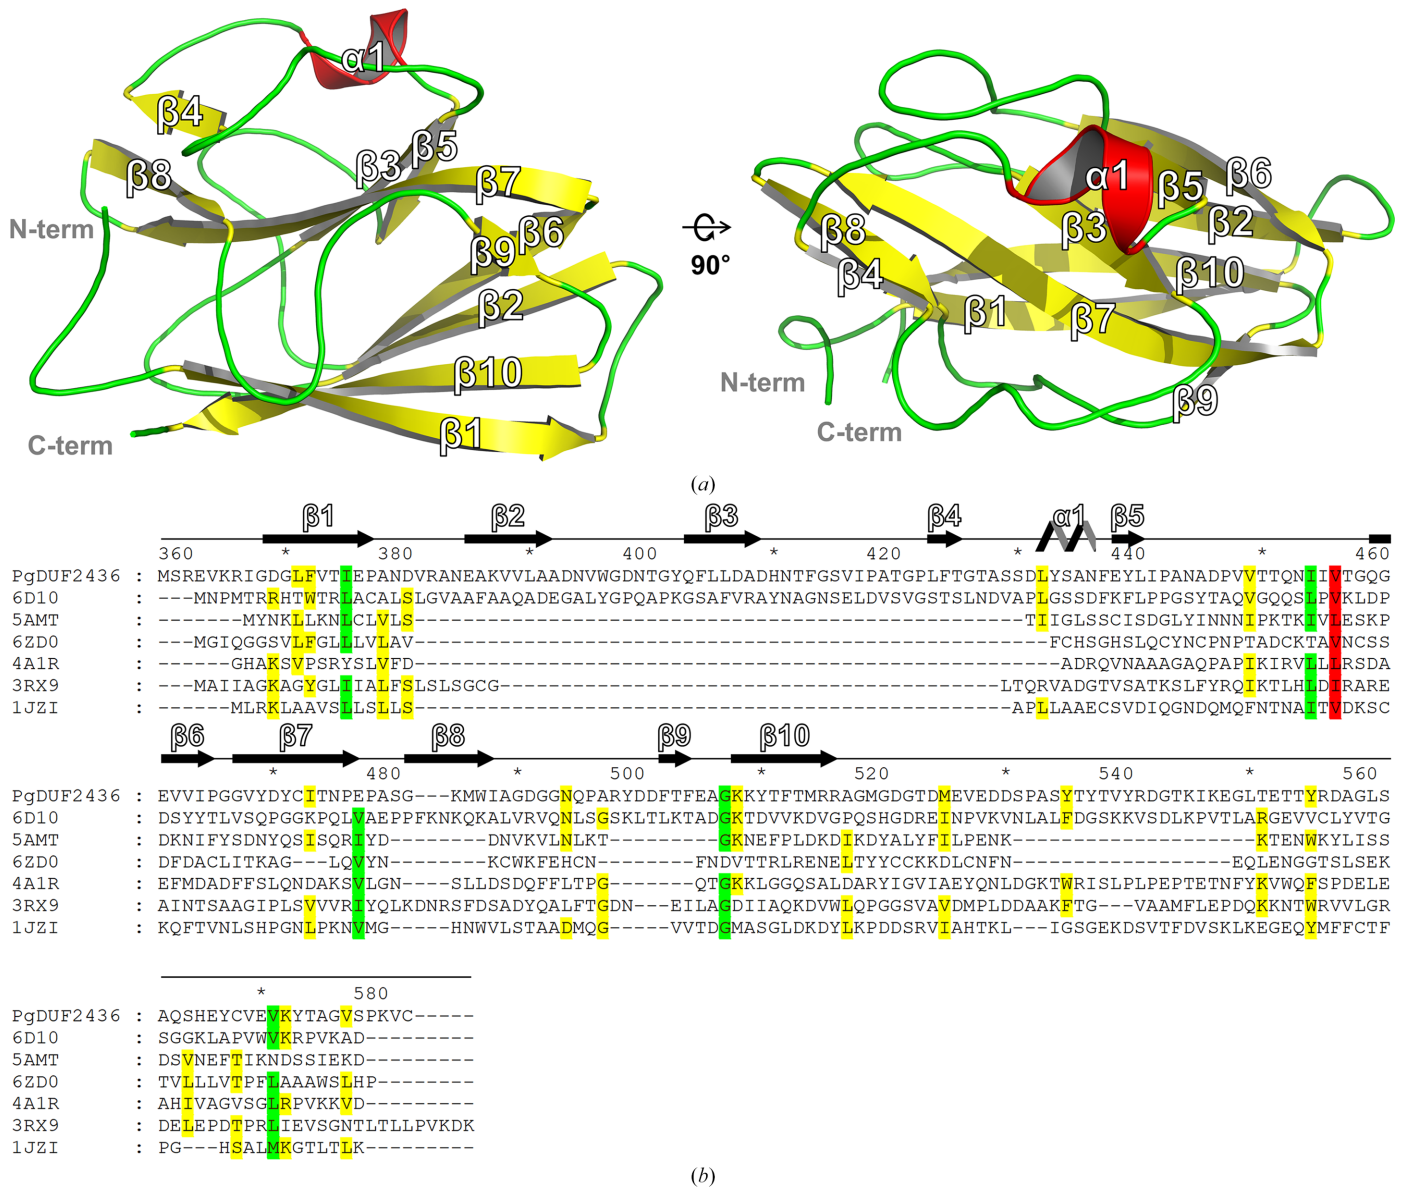 α1
β4
β5
β3
β8
β7
N-term
β6
β9
β2
β10
β1
C-term
90°
α1
β6
β5
β2
β3
β8
β4
β10
β1
β7
N-term
β9
C-term
(a)
β1 β2 β3 β4 α1 β5
360 * 380 * 400 * 420 * 440 * 460
PgDUF2436 : MSREVKRIGDGLFVTIEPANDVRANEAKVVLAADNVWGDNTGYQFLLDADHNTFGSVIPATGPLFTGTASSDLYSANFEYLIPANADPVVTTQNIIVTGQG
6D10 : ---MNPMTRRHTWTRLACALSLGVAAFAAQADEGALYGPQAPKGSAFVRAYNAGNSELDVSVGSTSLNDVAPLGSSDFKFLPPGSYTAQVGQQSLPVKLDP
5AMT : -------MYNKLLKNLCLVLS---------------------------------------------------TIIGLSSCISDGLYINNNIPKTKIVLESKP
6ZD0 : ----MGIQGGSVLFGLLLVLAV----------------------------------------------------FCHSGHSLQCYNCPNPTADCKTAVNCSS
4A1R : ------GHAKSVPSRYSLVFD-----------------------------------------------------ADRQVNAAAGAQPAPIKIRVLLRSDA
3RX9 : ---MAIIAGKAGYGLIIALFSLSLSGCG-----------------------------------------LTQRVADGTVSATKSLFYRQIKTLHLDIRARE
1JZI : ------MLRKLAAVSLLSLLS-------------------------------------------------APLLAAECSVDIQGNDQMQFNTNAITVDKSC
β6 β7 β8 β9 β10
* 480 * 500 * 520 * 540 * 560
PgDUF2436 : EVVIPGGVYDYCITNPEPASG---KMWIAGDGGNQPARYDDFTFEAGKKYTFTMRRAGMGDGTDMEVEDDSPASYTYTVYRDGTKIKEGLTETTYRDAGLS
6D10 : DSYYTLVSQPGGKPQLVAEPPFKNKQKALVRVQNLSGSKLTLKTADGKTDVVKDVGPQSHGDREINPVKVNLALFDGSKKVSDLKPVTLARGEVVCLYVTG
5AMT : DKNIFYSDNYQSISQRIYD-----DNVKVLNLKT---------GKNEFPLDKDIKDYALYFILPENK--------------------KTENWKYLISS
6ZD0 : DFDACLITKAG---LQVYN------KCWKFEHCN--------FNDVTTRLRENELTYYCCKKDLCNFN------------------EQLENGGTSLSEK
4A1R : EFMDADFFSLQNDAKSVLGN----SLLDSDQFFLTPG-------QTGKKLGGQSALDARYIGVIAEYQNLDGKTWRISLPLPEPTETNFYKVWQFSPDELE
3RX9 : AINTSAAGIPLSVVVRIYQLKDNRSFDSADYQALFTGDN---EILAGDIIAQKDVWLQPGGSVAVDMPLDDAAKFTG---VAAMFLEPDQKKNTWRVVLGR
1JZI : KQFTVNLSHPGNLPKNVMG-----HNWVLSTAADMQG-----VVTDGMASGLDKDYLKPDDSRVIAHTKL---IGSGEKDSVTFDVSKLKEGEQYMFFCTF
* 580
PgDUF2436 : AQSHEYCVEVKYTAGVSPKVC-----
6D10 : SGGKLAPVWVKRPVKAD---------
5AMT : DSVNEFTIKNDSSIEKD---------
6ZD0 : TVLLLVTPFLAAAWSLHP--------
4A1R : AHIVAGVSGLRPVKKVD---------
3RX9 : DELEPDTPRLIEVSGNTLTLLPVKDK
1JZI : PG---HSALMKGTLTLK---------
(b)